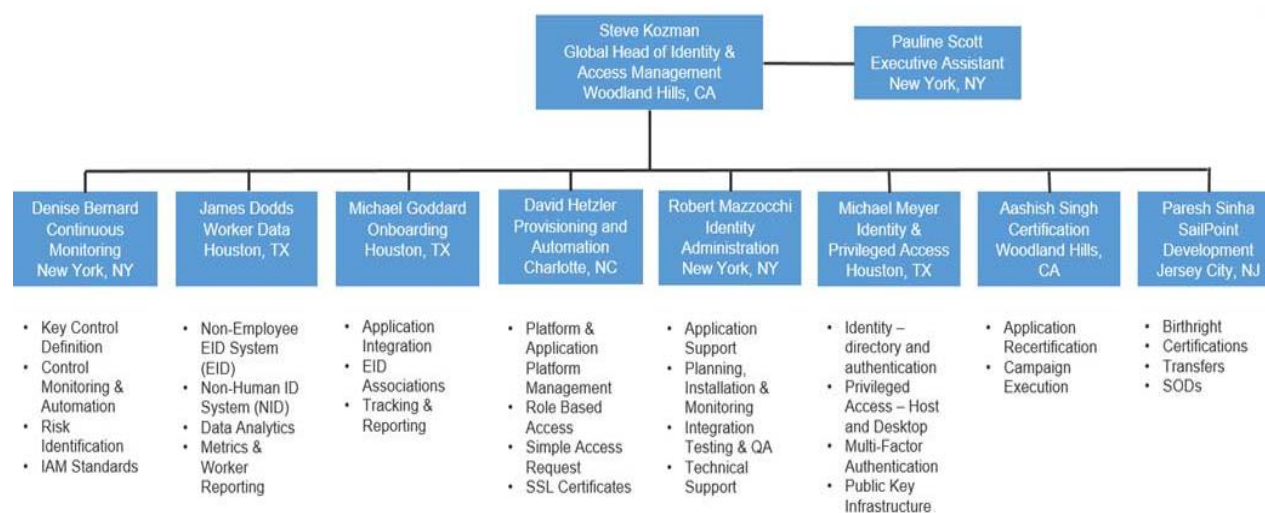 Steve Kozman
Global Head of Identity &
Access Management
Woodland Hills, CA
Pauline Scott
Executive Assistant
New York, NY
Denise Bernard
Continuous
Monitoring
New York, NY
James Dodds
Worker Data
Houston, TX
Michael Goddard
Onboarding
Houston, TX
David Hetzler
Provisioning and
Automation
Charlotte, NC
Robert Mazzocchi
Identity
Administration
New York, NY
Michael Meyer
Identity &
Privileged Access
Houston, TX
Aashish Singh
Certification
Woodland Hills,
CA
Paresh Sinha
SailPoint
Development
Jersey City, NJ
• Key Control
Definition
• Control
Monitoring &
Automation
• Risk
Identification
• IAM Standards
• Non-Employee
EID System
(EID)
• Non-Human ID
System (NID)
• Data Analytics
• Metrics &
Worker
Reporting
• Application
Integration
• EID
Associations
• Tracking &
Reporting
• Platform &
Application
Platform
Management
• Role Based
Access
• Simple Access
Request
• SSL Certificates
• Application
Support
• Planning,
Installation &
Monitoring
• Integration
Testing & QA
• Technical
Support
• Identity –
directory and
authentication
• Privileged
Access – Host
and Desktop
• Multi-Factor
Authentication
• Public Key
Infrastructure
• Application
Recertification
• Campaign
Execution
• Birthright
• Certifications
• Transfers
• SODs